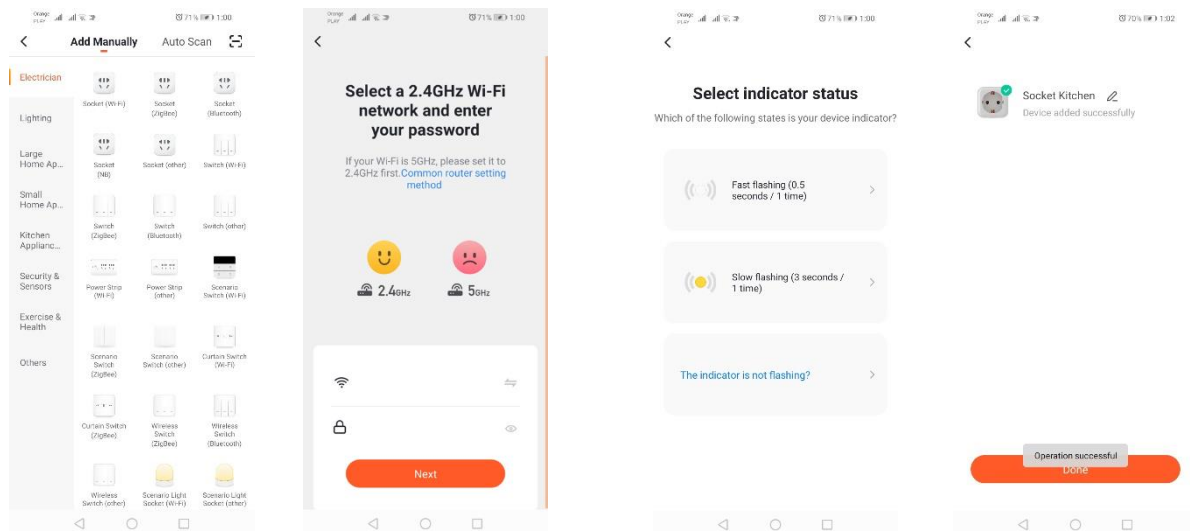 Orange
PLAY
71% 1:00
Add Manually Auto Scan
Electrician
Lighting
Large
Home Ap...
Small
Home Ap...
Kitchen
Applianc...
Security &
Sensors
Exercise &
Health
Others
Socket (Wi-Fi)
Socket
(ZigBee)
Socket
(Bluetooth)
Socket
(NB)
Socket (other)
Switch (Wi-Fi)
Switch
(ZigBee)
Switch
(Bluetooth)
Switch (other)
Power Strip
(Wi-Fi)
Power Strip
(other)
Scenario
Switch (Wi-Fi)
Scenario
Switch
(ZigBee)
Scenario
Switch (other)
Curtain Switch
(Wi-Fi)
Curtain Switch
(ZigBee)
Wireless
Switch
(ZigBee)
Wireless
Switch
(Bluetooth)
Wireless
Switch (other)
Scenario Light
Socket (Wi-Fi)
Scenario Light
Socket (other)
Orange
PLAY
71% 1:00
Select a 2.4GHz Wi-Fi
network and enter
your password
If your Wi-Fi is 5GHz, please set it to
2.4GHz first.Common router setting
method
2.4GHz 5GHz
Next
Orange
PLAY
71% 1:00
Select indicator status
Which of the following states is your device indicator?
Fast flashing (0.5
seconds / 1 time)
Slow flashing (3 seconds /
1 time)
The indicator is not flashing?
Orange
PLAY
70% 1:02
Socket Kitchen
Device added successfully
Operation successful
Done